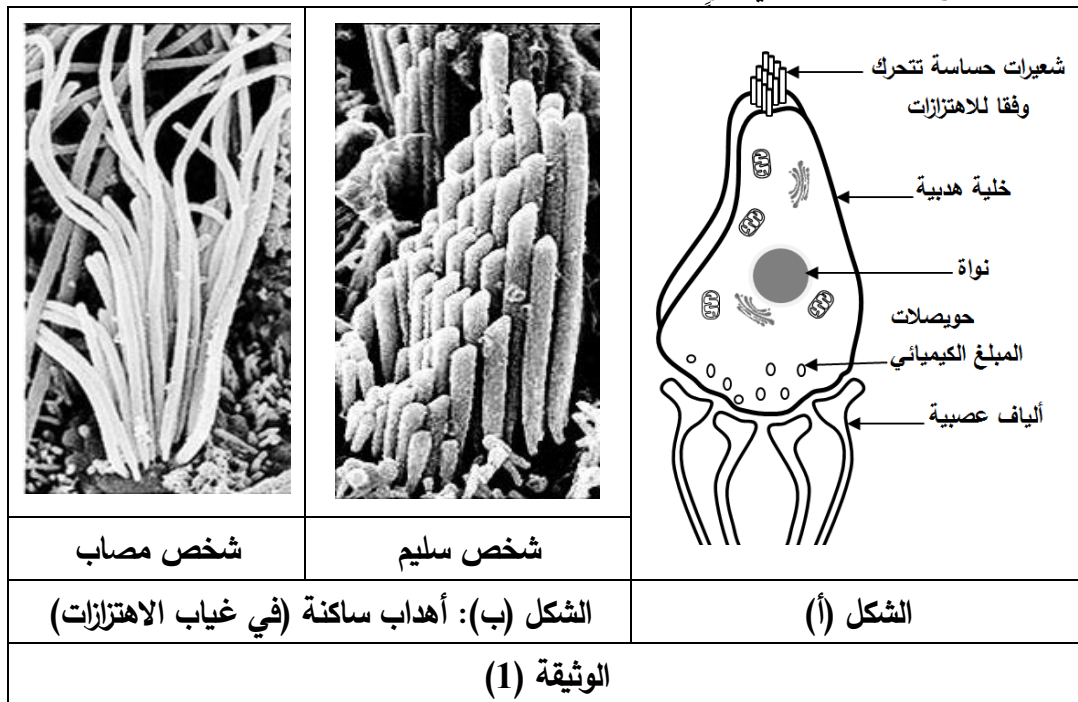 شعيرات حساسة تتحرك
وفقا للاهتزازات
خلية هدبية
نواة
حويصلات
المبلغ الكيميائي
ألياف عصبية
شخص سليم
شخص مصاب
الشكل (أ)
الشكل (ب): أهداب ساكنة (في غياب الاهتزازات)
الوثيقة (1)